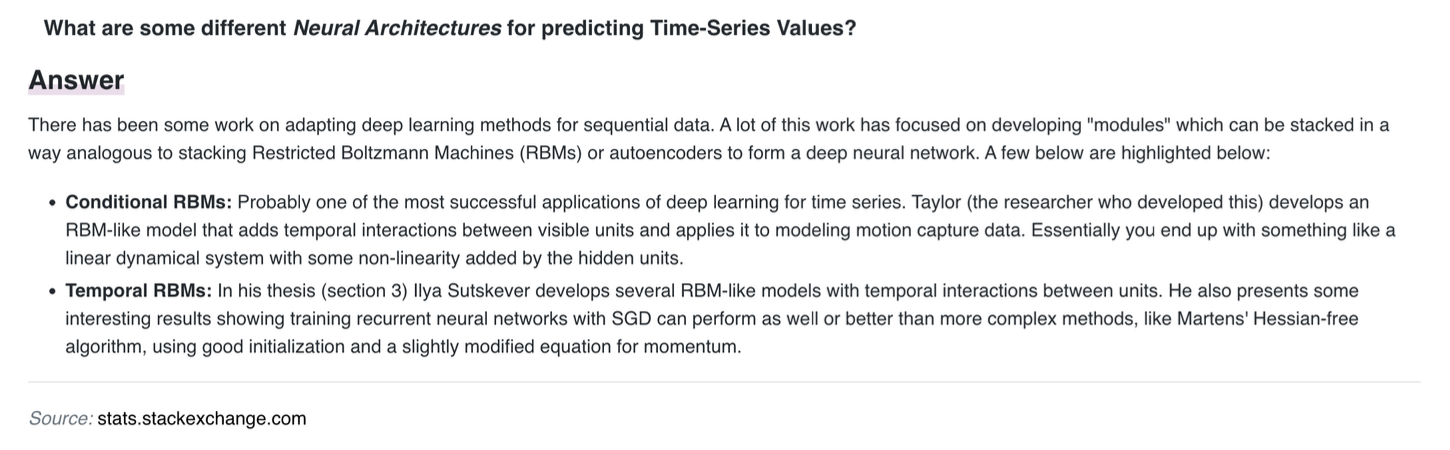 What are some different Neural Architectures for predicting Time-Series Values?
Answer
There has been some work on adapting deep learning methods for sequential data. A lot of this work has focused on developing "modules" which can be stacked in a
way analogous to stacking Restricted Boltzmann Machines (RBMs) or autoencoders to form a deep neural network. A few below are highlighted below:
• Conditional RBMs: Probably one of the most successful applications of deep learning for time series. Taylor (the researcher who developed this) develops an
RBM-like model that adds temporal interactions between visible units and applies it to modeling motion capture data. Essentially you end up with something like a
linear dynamical system with some non-linearity added by the hidden units.
• Temporal RBMs: In his thesis (section 3) Ilya Sutskever develops several RBM-like models with temporal interactions between units. He also presents some
interesting results showing training recurrent neural networks with SGD can perform as well or better than more complex methods, like Martens' Hessian-free
algorithm, using good initialization and a slightly modified equation for momentum.
Source: stats.stackexchange.com